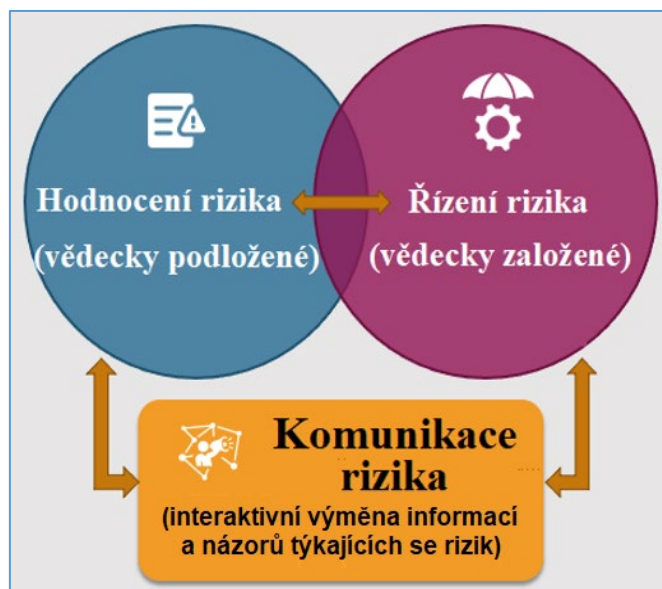 Hodnocení rizika
(vědecky podložené)
Řízení rizika
(vědecky založené)
Komunikace
rizika
(interaktivní výměna informací
a názorů týkajících se rizik)